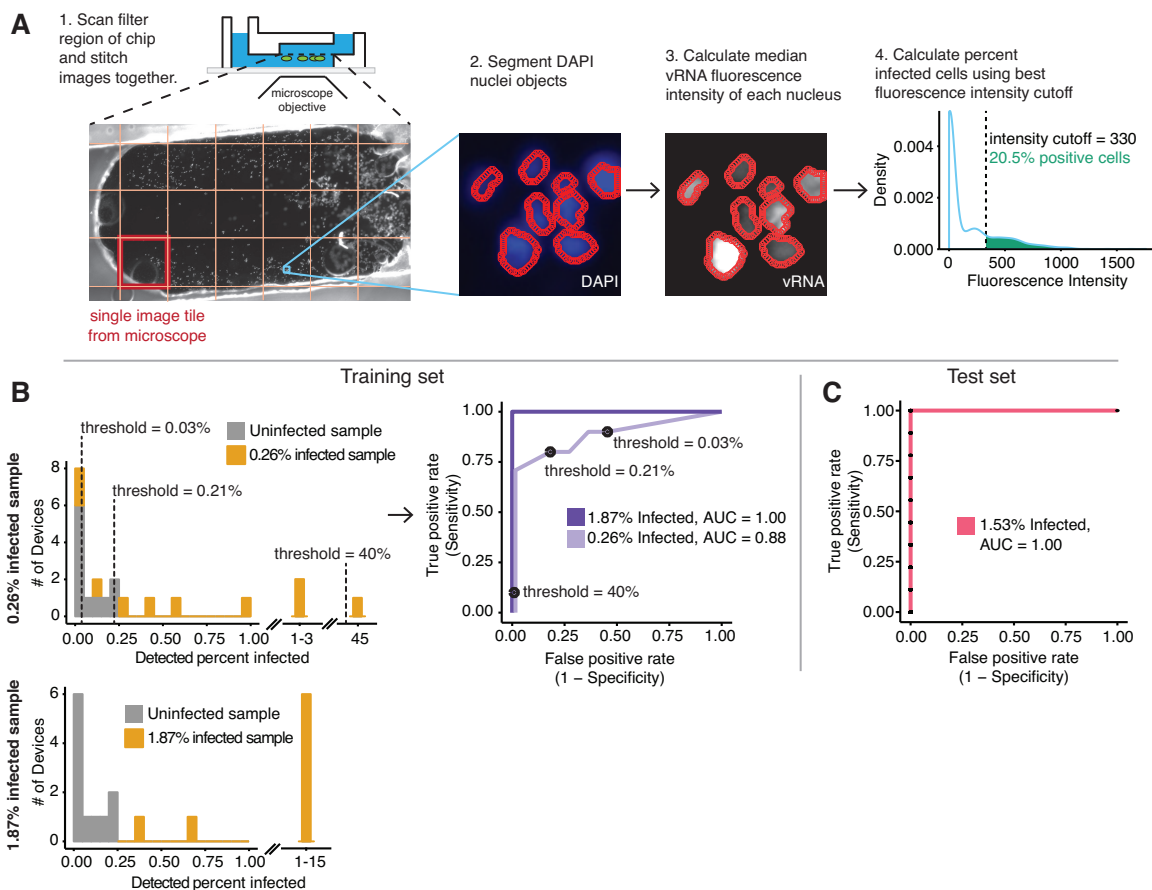 A
1. Scan filter
region of chip
and stitch
images together.
microscope
objective
single image tile
from microscope
2. Segment DAPI
nuclei objects
DAPI
3. Calculate median
vRNA fluorescence
intensity of each nucleus
vRNA
4. Calculate percent
infected cells using best
fluorescence intensity cutoff
intensity cutoff = 330
20.5% positive cells
Density
0.004
0.002
0.000
0 500 1000 1500
Fluorescence Intensity
Training set
B
0.26% infected sample
# of Devices
threshold = 0.03%
Uninfected sample
0.26% infected sample
threshold = 0.21%
threshold = 40%
8
6
4
2
0
0.00 0.25 0.75 0.75 1.00 1-3 45
Detected percent infected
1.87% infected sample
# of Devices
Uninfected sample
1.87% infected sample
6
4
2
0
0.00 0.25 0.75 0.75 1.00 1-15
Detected percent infected
True positive rate
(Sensitivity)
1.00
0.75
0.50
0.25
0.00
threshold = 0.03%
threshold = 0.21%
1.87% Infected, AUC = 1.00
0.26% Infected, AUC = 0.88
threshold = 40%
0.00 0.25 0.50 0.75 1.00
False positive rate
(1 − Specificity)
Test set
C
True positive rate
(Sensitivity)
1.00
0.75
0.50
0.25
0.00
1.53% Infected,
AUC = 1.00
0.00 0.25 0.50 0.75 1.00
False positive rate
(1 − Specificity)